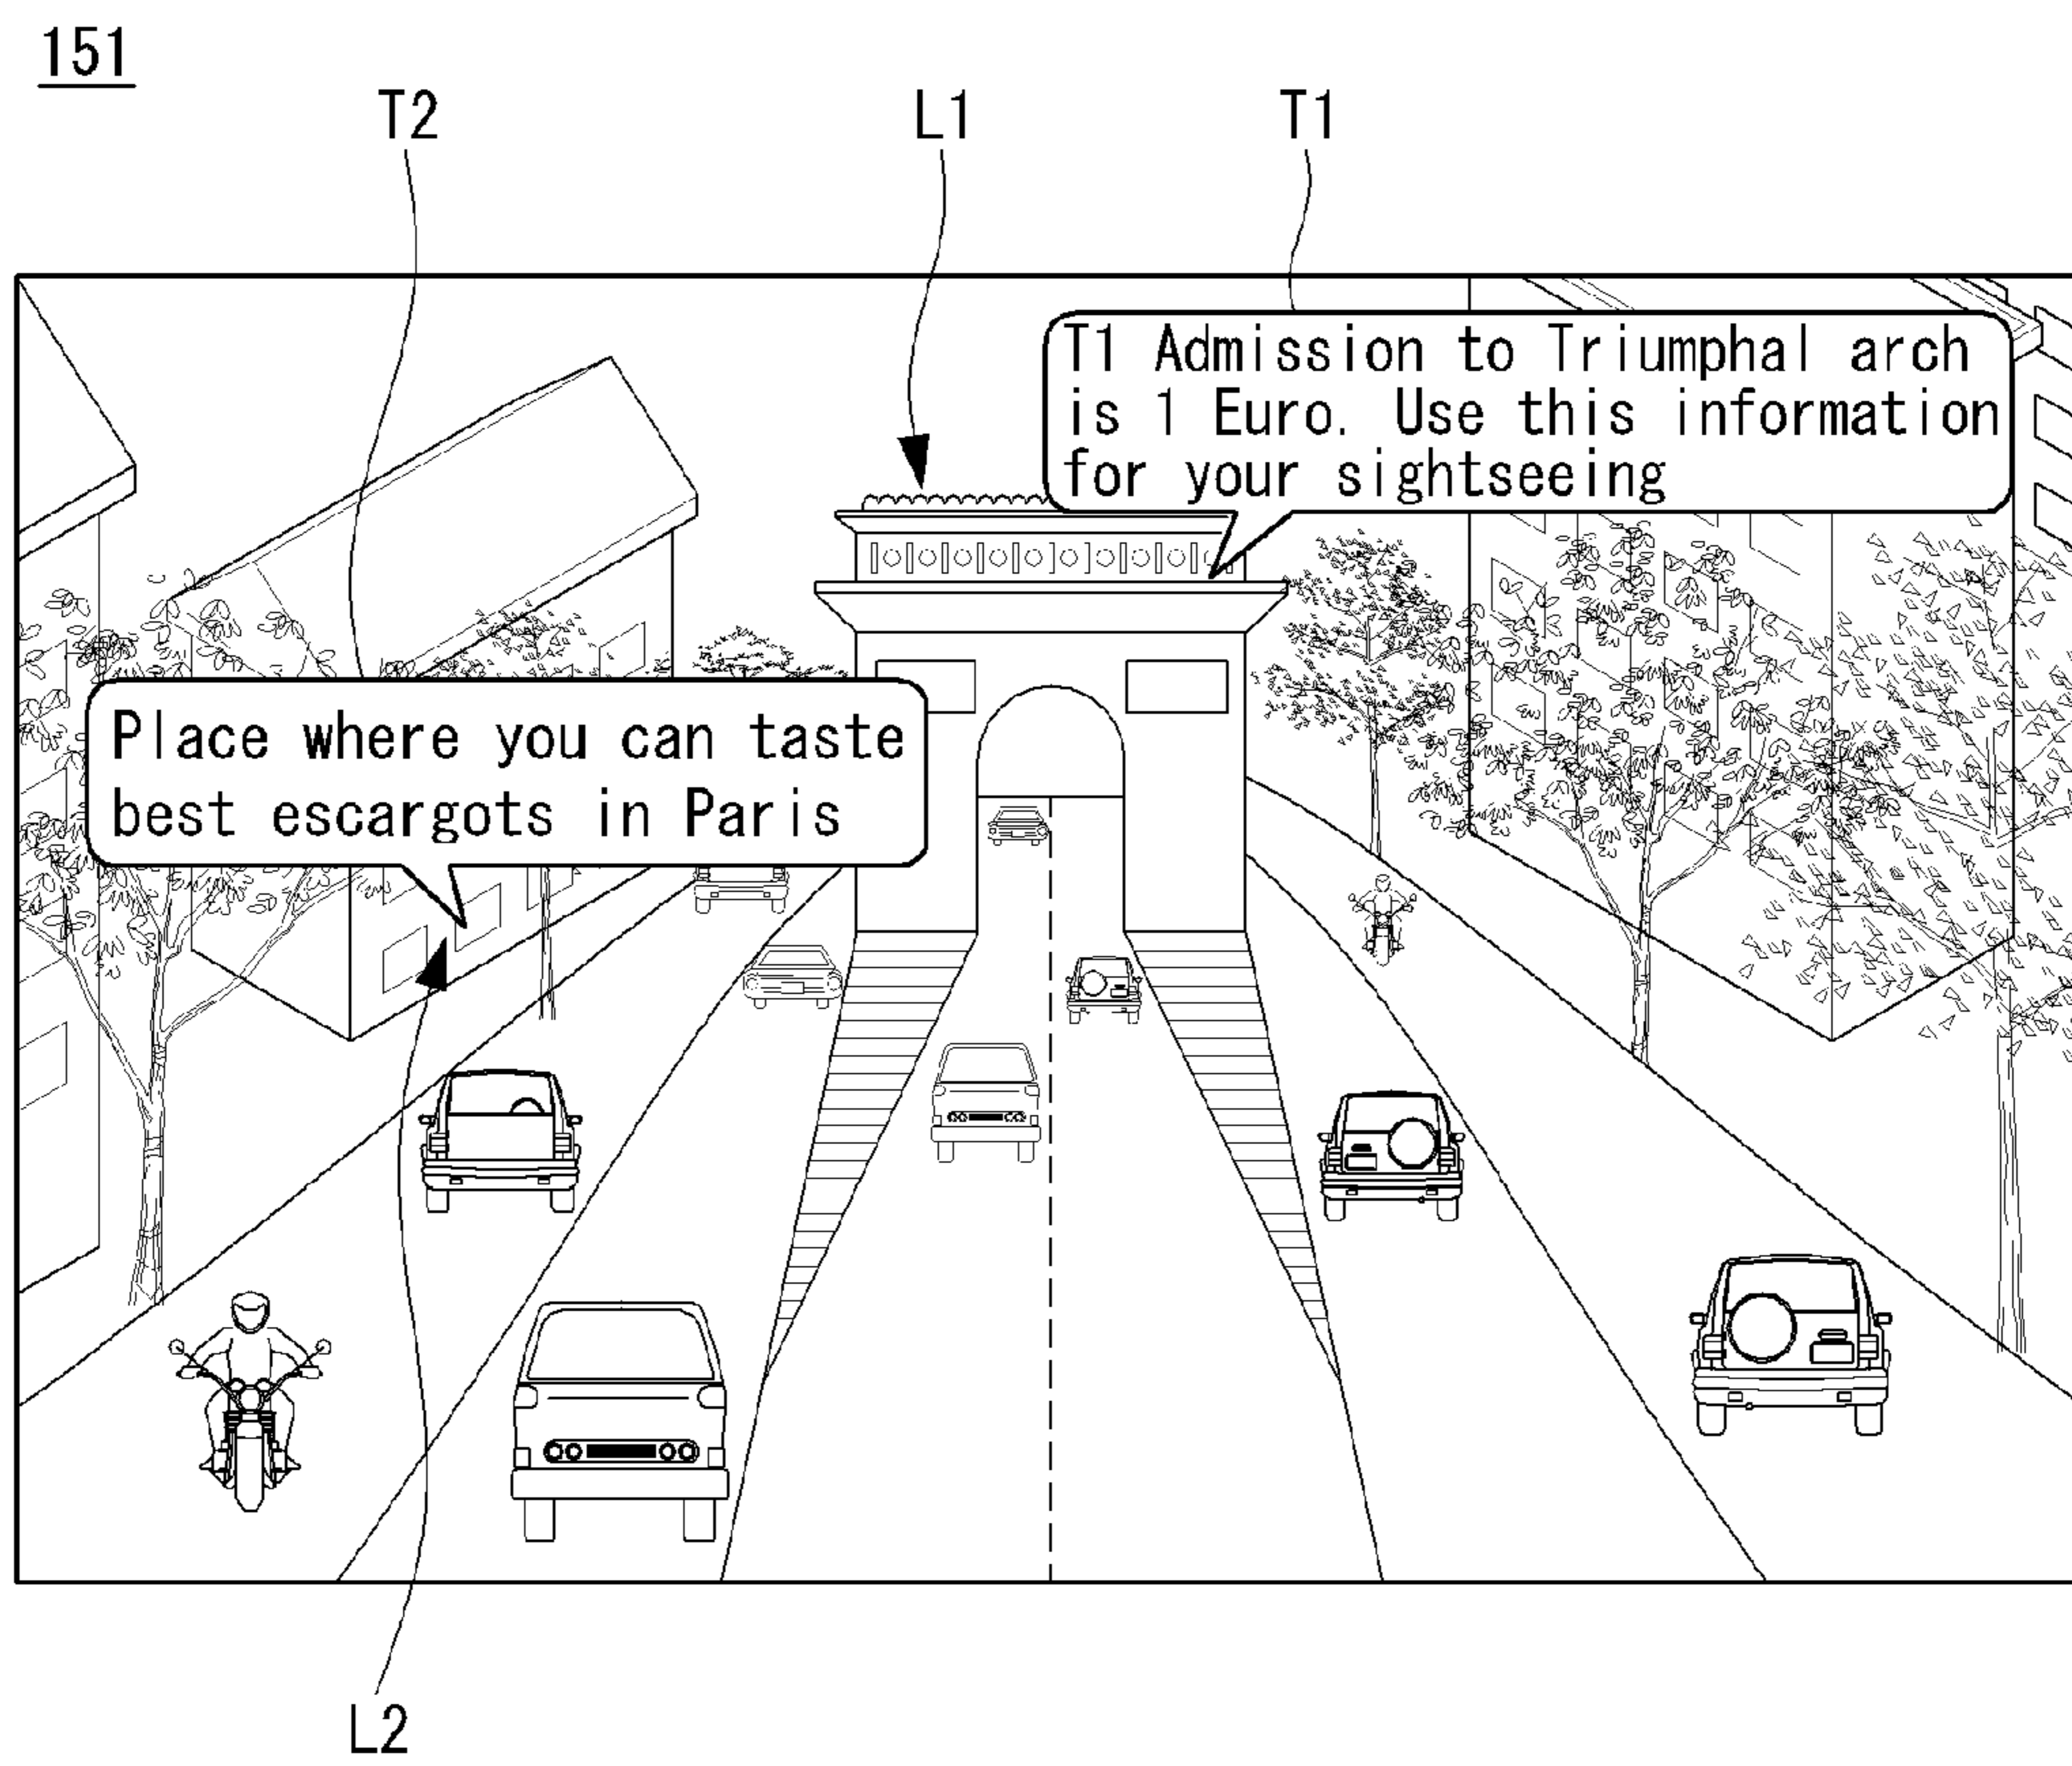 151
T2
L1
T1
T1 Admission to Triumphal arch
is 1 Euro. Use this information
for your sightseeing
Place where you can taste
best escargots in Paris
L2